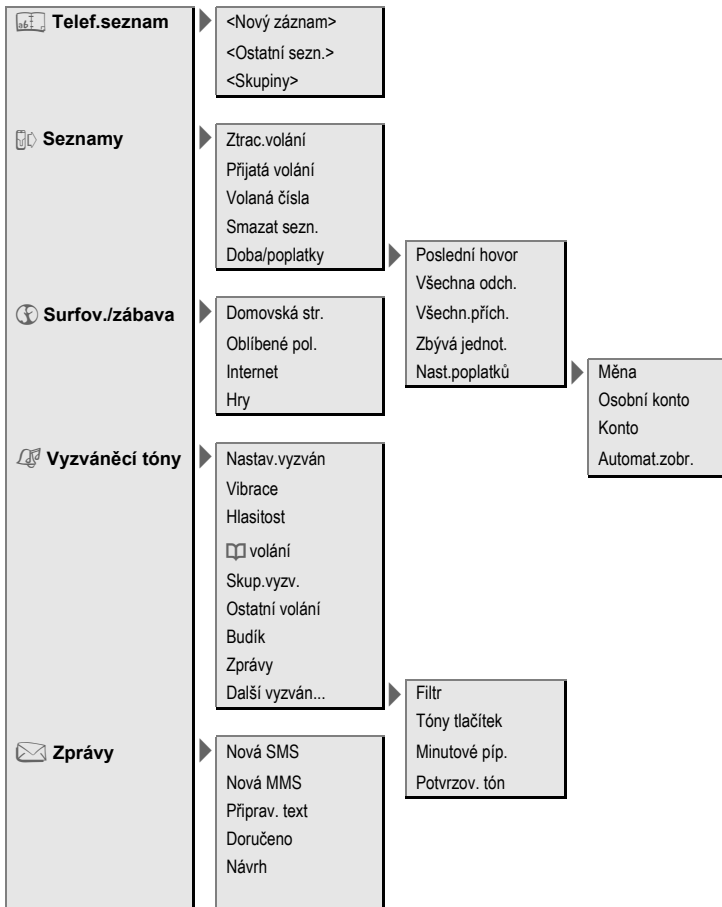 Telef.seznam
<Nový záznam>
<Ostatní sezn.>
<Skupiny>
Seznamy
Ztrac.volání
Přijatá volání
Volaná čísla
Smazat sezn.
Doba/poplatky
Poslední hovor
Všechna odch.
Všechn.přích.
Zbývá jednot.
Nast.poplatků
Měna
Osobní konto
Konto
Automat.zobr.
Surfov./zábava
Domovská str.
Oblíbené pol.
Internet
Hry
Vyzváněcí tóny
Nastav.vyzván
Vibrace
Hlasitost
volání
Skup.vyzv.
Ostatní volání
Budík
Zprávy
Další vyzván...
Filtr
Tóny tlačítek
Minutové píp.
Potvrzov. tón
Zprávy
Nová SMS
Nová MMS
Připrav. text
Doručeno
Návrh